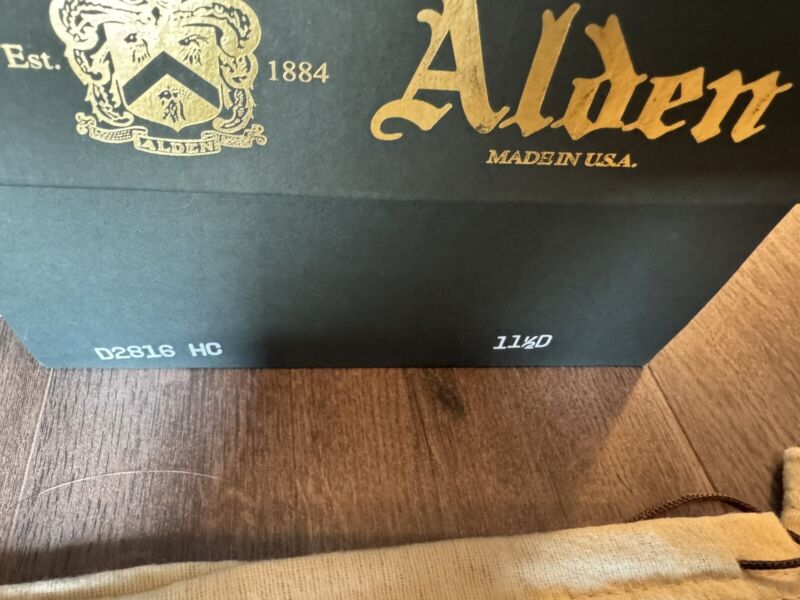 Est.
1884
ALDEN
Alden
MADE IN U.S.A.
D2816 HC
11½D